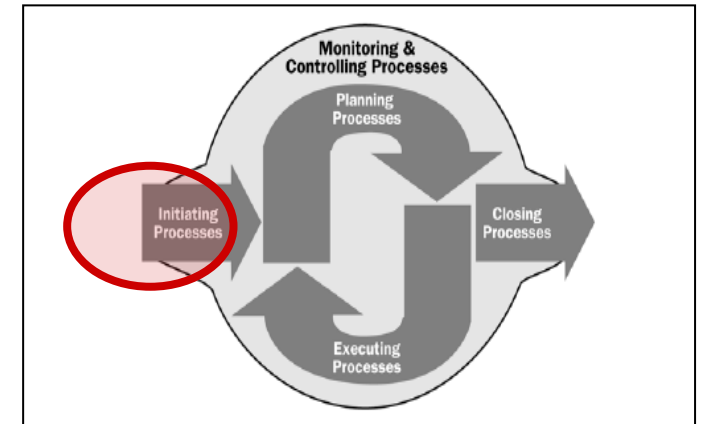 Monitoring &
Controlling Processes
Planning
Processes
Initiating
Processes
Closing
Processes
Executing
Processes